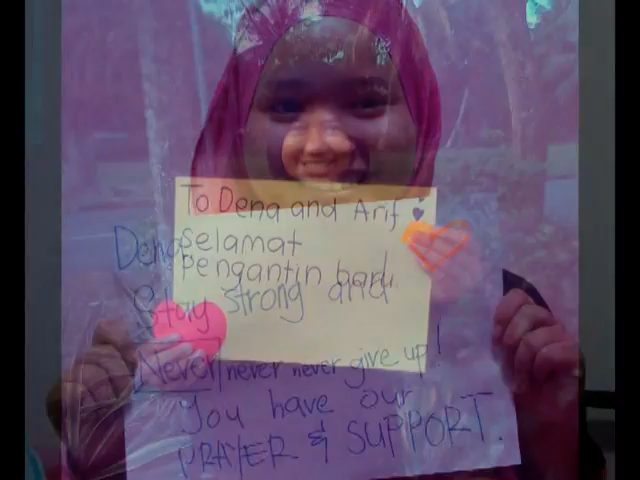 To Dena and Arif :
Dena
Selamat
Pengantin baru
Stay strong and
Never, never never give up!
You have our
PRAYER & SUPPORT.